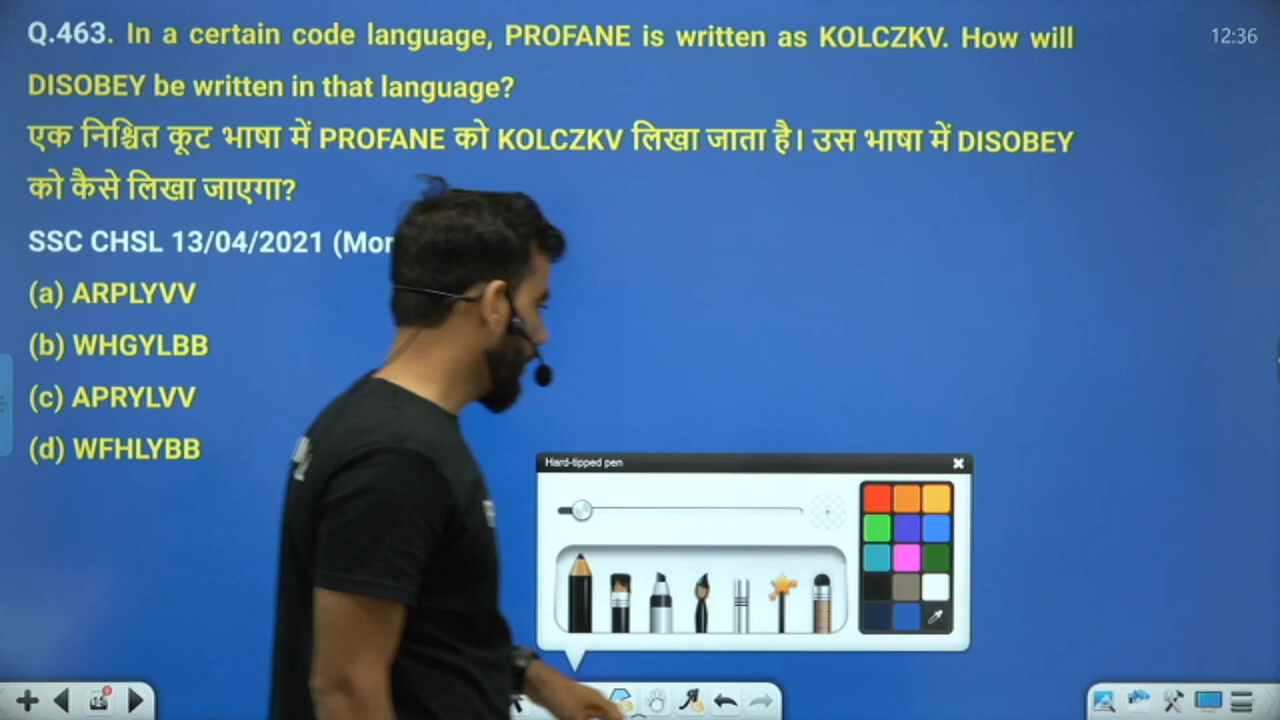 Q.463. In a certain code language, PROFANE is written as KOLCZKV. How will
12:36
DISOBEY be written in that language?
एक निश्चित कूट भाषा में PROFANE को KOLCZKV लिखा जाता है। उस भाषा में DISOBEY
को कैसे लिखा जाएगा?
SSC CHSL 13/04/2021 (Mor
(a) ARPLYVV
(b) WHGYLBB
(c) APRYLVV
(d) WFHLYBB
Hard-tipped pen